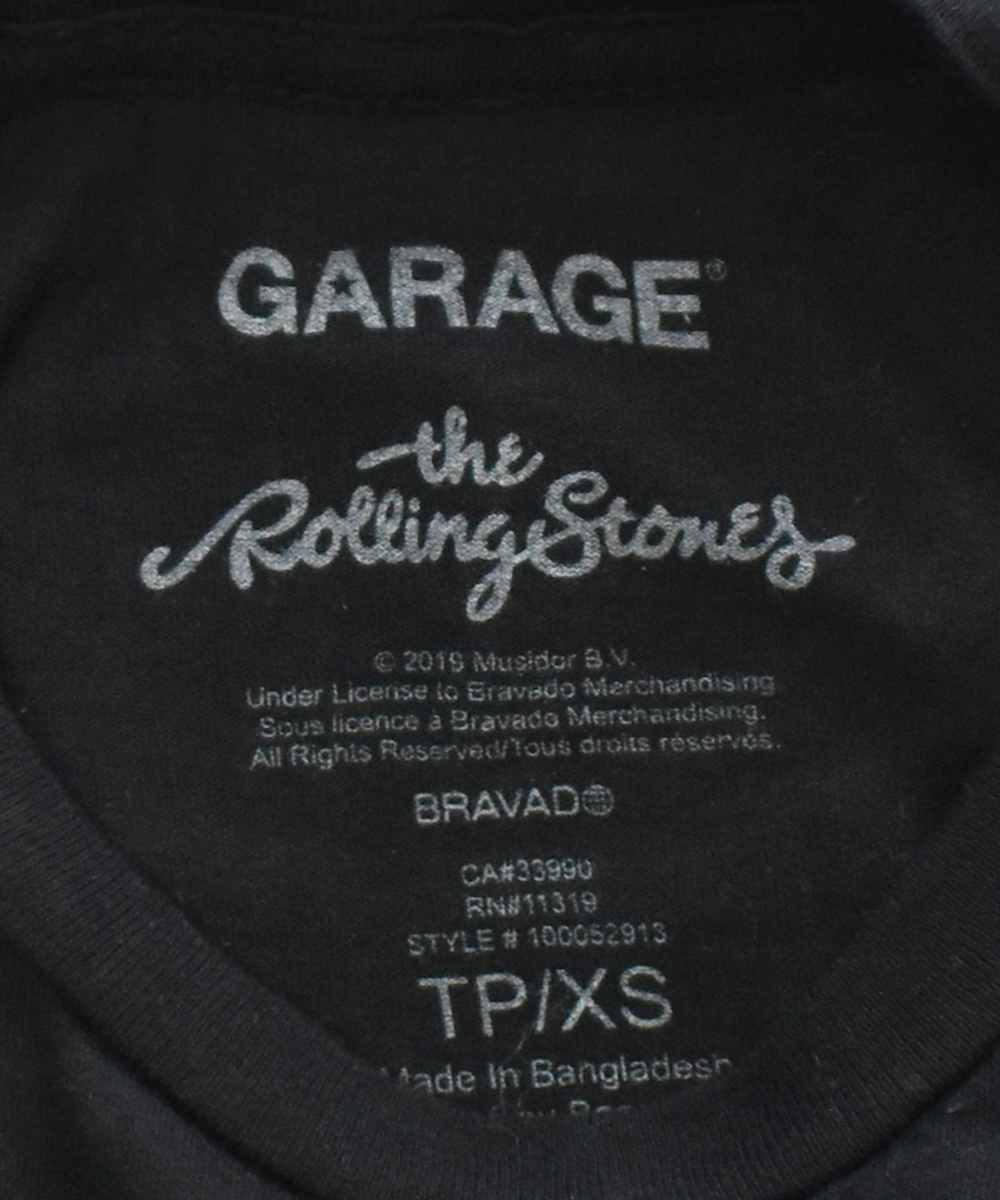 GARAGE®
the
Rolling Stones
© 2019 Musidor B.V.
Under License to Bravado Merchandising
Sous licence à Bravado Merchandising.
All Rights Reserved/Tous droits réservés.
BRAVADO
CA#33990
RN#11319
STYLE # 100052913
TP/XS
Made In Bangladesh